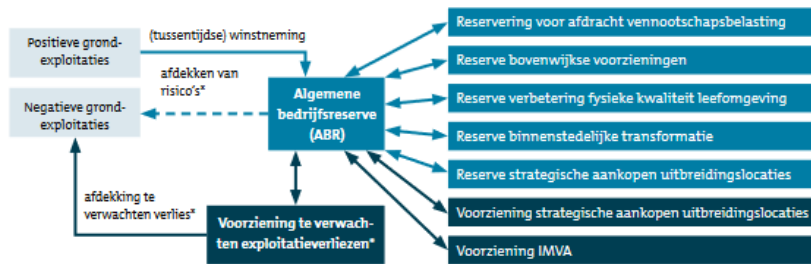 Positieve grond-
exploitaties
(tussentijdse) winstneming
Negatieve grond-
exploitaties
afdekken van
risico's*
Algemene
bedrijfsreserve
(ABR)
afdekking te
verwachten verlies*
Voorziening te verwach-
ten exploitatieverliezen*
Reservering voor afdracht vennootschapsbelasting
Reserve bovenwijkse voorzieningen
Reserve verbetering fysieke kwaliteit leefomgeving
Reserve binnenstedelijke transformatie
Reserve strategische aankopen uitbreidingslocaties
Voorziening strategische aankopen uitbreidingslocaties
Voorziening IMVA